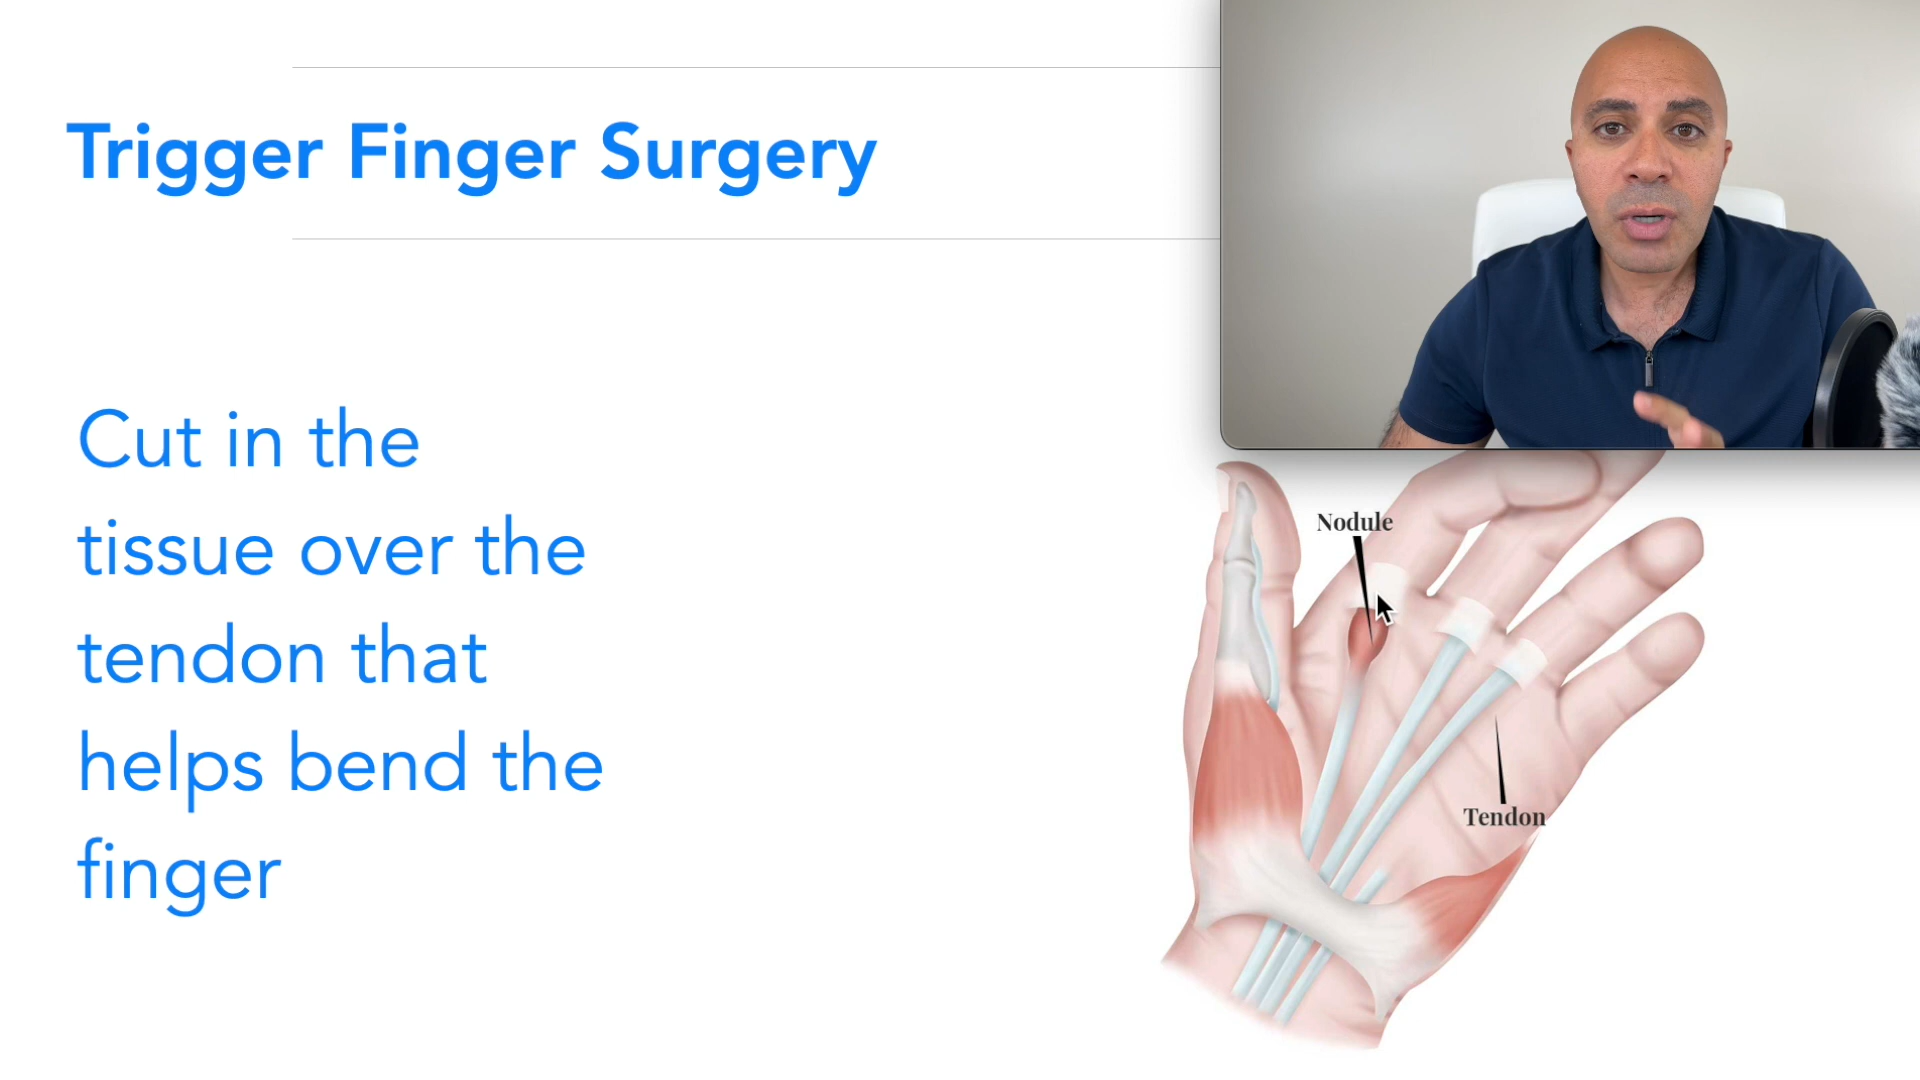 Trigger Finger Surgery
Cut in the
tissue over the
tendon that
helps bend the
finger
Nodule
Tendon